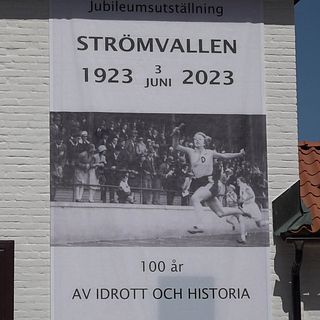 Jubileumsutställning
STRÖMVALLEN
1923 3 JUNI 2023
100 år
AV IDROTT OCH HISTORIA